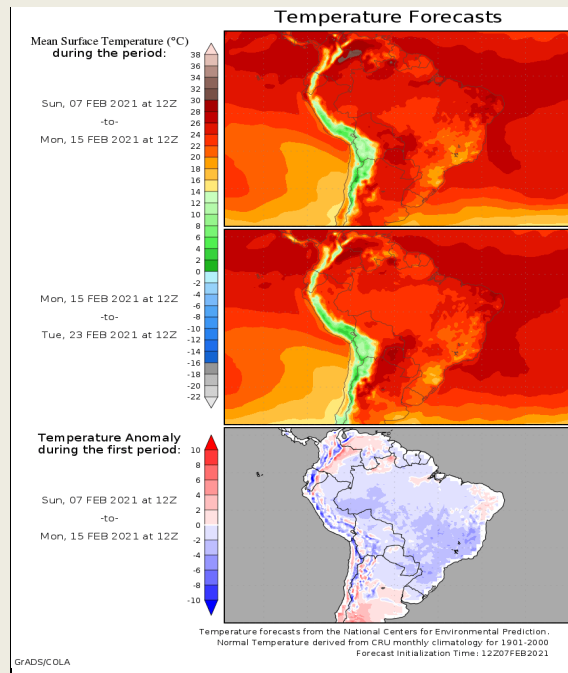 Temperature Forecasts
Mean Surface Temperature (°C)
during the period:
Sun, 07 FEB 2021 at 12Z
-to-
Mon, 15 FEB 2021 at 12Z
38
36
34
32
30
28
26
24
22
20
18
16
14
12
10
8
6
4
2
-2
-4
-6
-8
-10
-12
-14
-16
-18
-20
-22
Mon, 15 FEB 2021 at 12Z
-to-
Tue, 23 FEB 2021 at 12Z
Temperature Anomaly
during the first period:
Sun, 07 FEB 2021 at 12Z
-to-
Mon, 15 FEB 2021 at 12Z
10
8
6
4
2
0
-2
-4
-6
-8
-10
Temperature forecasts from the National Centers for Environmental Prediction.
Normal Temperature derived from CRU monthly climatology for 1901-2000
Forecast Initialization Time: 12Z07FEB2021
GrADS/COLA